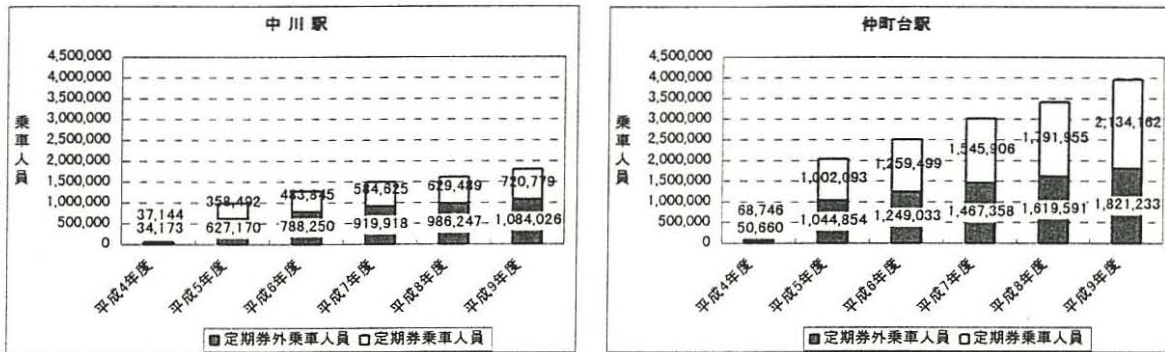 中川駅
4,500,000
4,000,000
3,500,000
3,000,000
2,500,000
2,000,000
1,500,000
1,000,000
500,000
0
乗車人員
37,144
34,173
358,492
627,170
483,845
788,250
584,625
919,918
629,489
986,247
720,779
1,084,026
平成4年度
平成5年度
平成6年度
平成7年度
平成8年度
平成9年度
定期券外乗車人員 定期券乗車人員
仲町台駅
4,500,000
4,000,000
3,500,000
3,000,000
2,500,000
2,000,000
1,500,000
1,000,000
500,000
0
乗車人員
68,746
50,660
1,002,093
1,044,854
1,259,499
1,249,033
1,545,906
1,467,358
1,791,955
1,619,591
2,134,162
1,821,233
平成4年度
平成5年度
平成6年度
平成7年度
平成8年度
平成9年度
定期券外乗車人員 定期券乗車人員